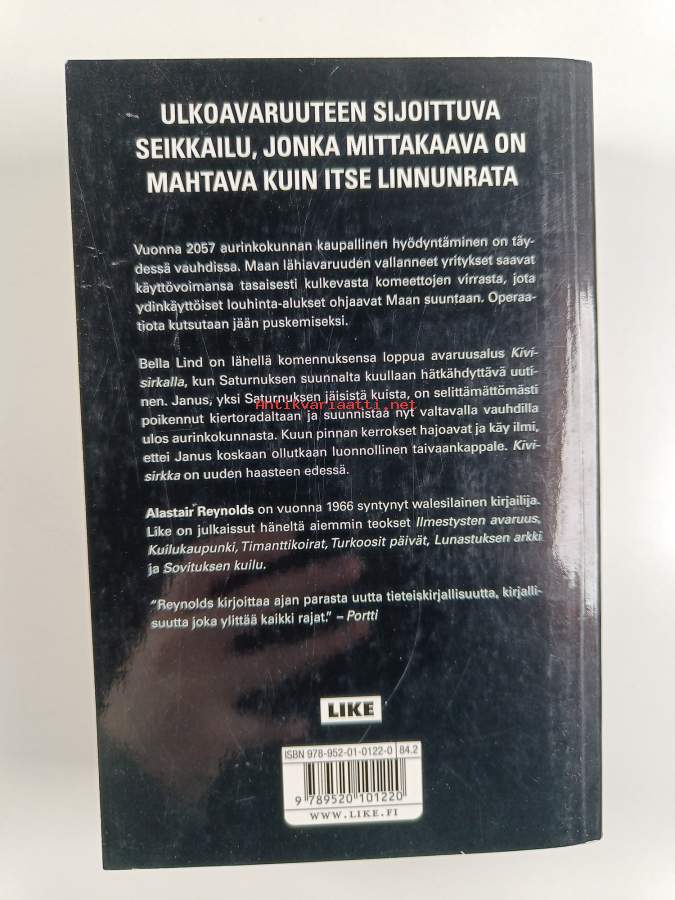 ULKOAVARUUTEEN SIJOITTUVA
SEIKKAILU, JONKA MITTAKAAVA ON
MAHTAVA KUIN ITSE LINNUNRATA
Vuonna 2057 aurinkokunnan kaupallinen hyödyntäminen on täy-
dessä vauhdissa. Maan lähiavaruuden vallanneet yritykset saavat
käyttövoimansa tasaisesti kulkevasta komeettojen virrasta, jota
ydinkäyttöiset louhinta-alukset ohjaavat Maan suuntaan. Operaa-
tiota kutsutaan jään puskemiseksi.
Bella Lind on lähellä komennuksensa loppua avaruusalus Kivi-
sirkalla, kun Saturnuksen suunnalta kuullaan hätkähdyttävä uuti-
nen. Janus, yksi Saturnuksen jäisistä kuista, on selittämättömästi
Antikvariaatti.net
poikennut kiertoradaltaan ja suunnistaa nyt valtavalla vauhdilla
ulos aurinkokunnasta. Kuun pinnan kerrokset hajoavat ja käy ilmi,
ettei Janus koskaan ollutkaan luonnollinen taivaankappale. Kivi-
sirkka on uuden haasteen edessä.
Alastair Reynolds on vuonna 1966 syntynyt walesilainen kirjailija.
Like on julkaissut häneltä aiemmin teokset Ilmestysten avaruus,
Kuilukaupunki, Timanttikoirat, Turkoosit päivät, Lunastuksen arkki
ja Sovituksen kuilu.
"Reynolds kirjoittaa ajan parasta uutta tieteiskirjallisuutta, kirjalli-
suutta joka ylittää kaikki rajat." – Portti
LIKE
ISBN 978-952-01-0122-0 84.2
9 789520 101220
WWW.LIKE.FI